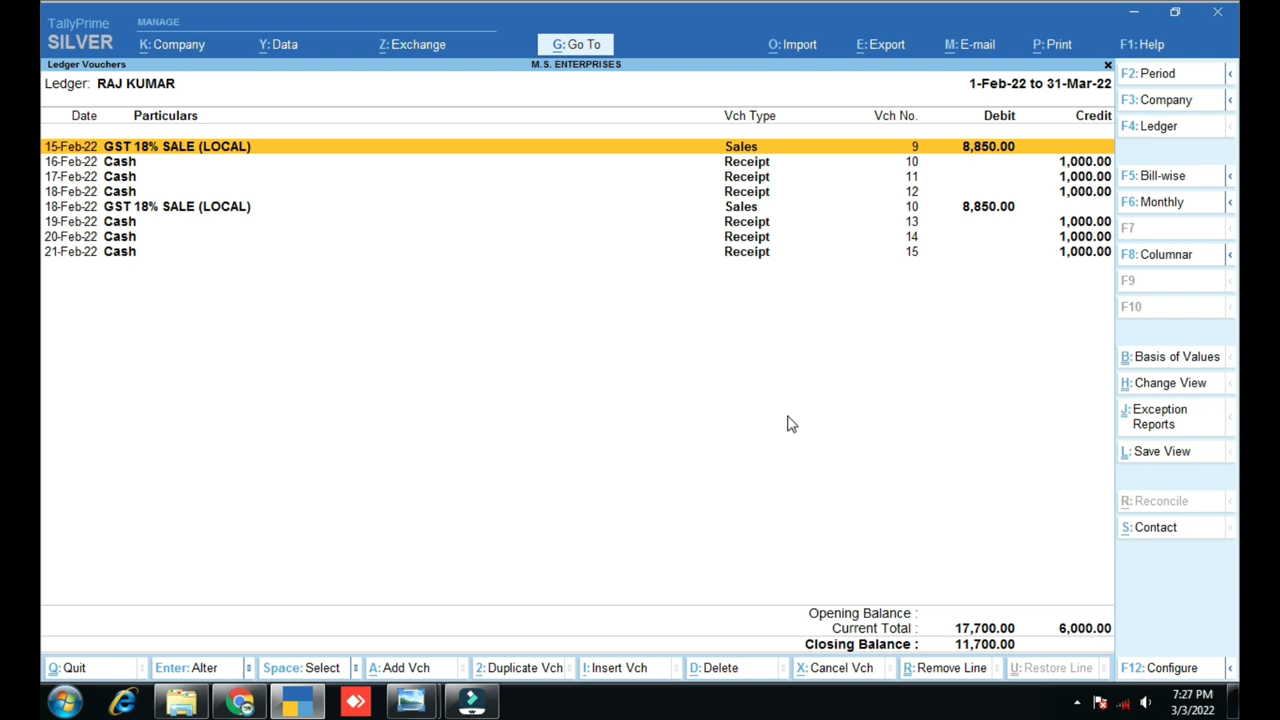 TallyPrime MANAGE
SILVER K: Company Y: Data Z: Exchange G: Go To O: Import E: Export M: E-mail P: Print F1: Help
Ledger Vouchers M.S. ENTERPRISES
Ledger: RAJ KUMAR 1-Feb-22 to 31-Mar-22
Date Particulars Vch Type Vch No. Debit Credit
15-Feb-22 GST 18% SALE (LOCAL) Sales 9 8,850.00
16-Feb-22 Cash Receipt 10 1,000.00
17-Feb-22 Cash Receipt 11 1,000.00
18-Feb-22 Cash Receipt 12 1,000.00
18-Feb-22 GST 18% SALE (LOCAL) Sales 10 8,850.00
19-Feb-22 Cash Receipt 13 1,000.00
20-Feb-22 Cash Receipt 14 1,000.00
21-Feb-22 Cash Receipt 15 1,000.00
Opening Balance :
Current Total : 17,700.00 6,000.00
Closing Balance : 11,700.00
F2: Period
F3: Company
F4: Ledger
F5: Bill-wise
F6: Monthly
F7
F8: Columnar
F9
F10
B: Basis of Values
H: Change View
J: Exception
Reports
L: Save View
R: Reconcile
S: Contact
Q: Quit Enter: Alter Space: Select A: Add Vch 2: Duplicate Vch I: Insert Vch D: Delete X: Cancel Vch R: Remove Line U: Restore Line F12: Configure
7:27 PM
3/3/2022